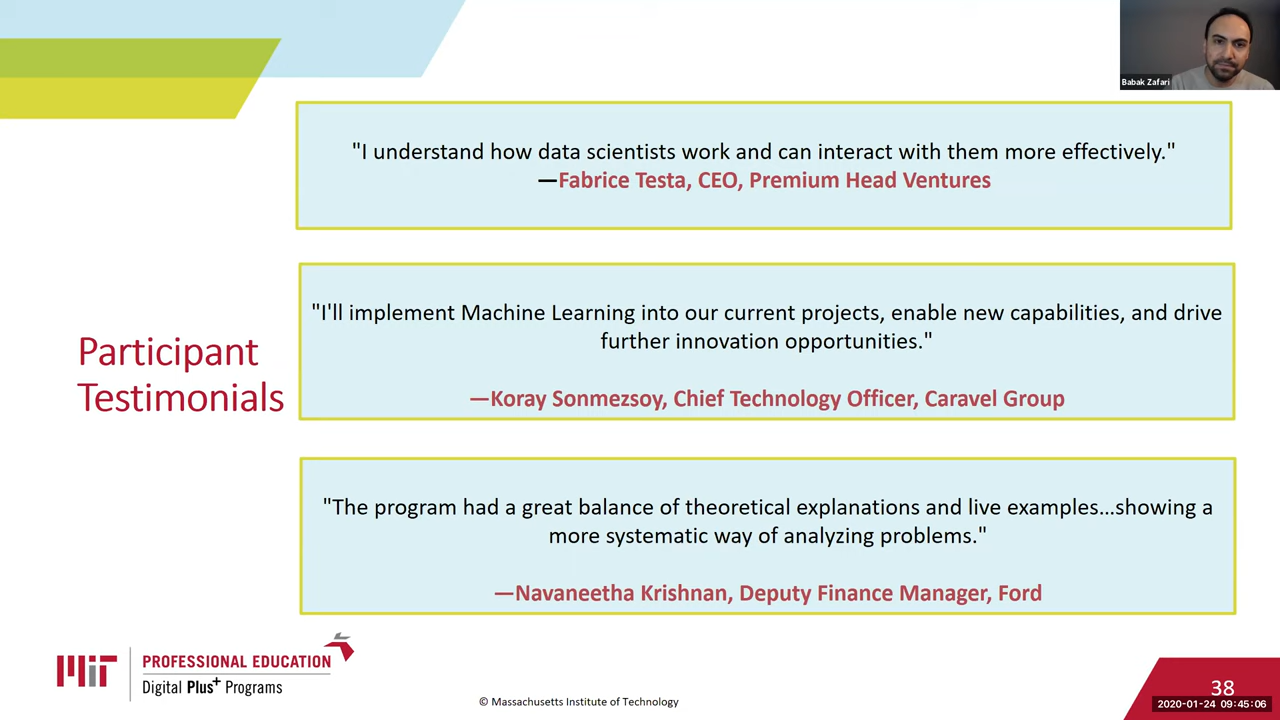 Babak Zafari
"I understand how data scientists work and can interact with them more effectively."
—Fabrice Testa, CEO, Premium Head Ventures
"I'll implement Machine Learning into our current projects, enable new capabilities, and drive
further innovation opportunities."
—Koray Sonmezsoy, Chief Technology Officer, Caravel Group
Participant
Testimonials
"The program had a great balance of theoretical explanations and live examples...showing a
more systematic way of analyzing problems."
—Navaneetha Krishnan, Deputy Finance Manager, Ford
MIT
PROFESSIONAL EDUCATION
Digital Plus+ Programs
© Massachusetts Institute of Technology
38
2020-01-24 09:45:06